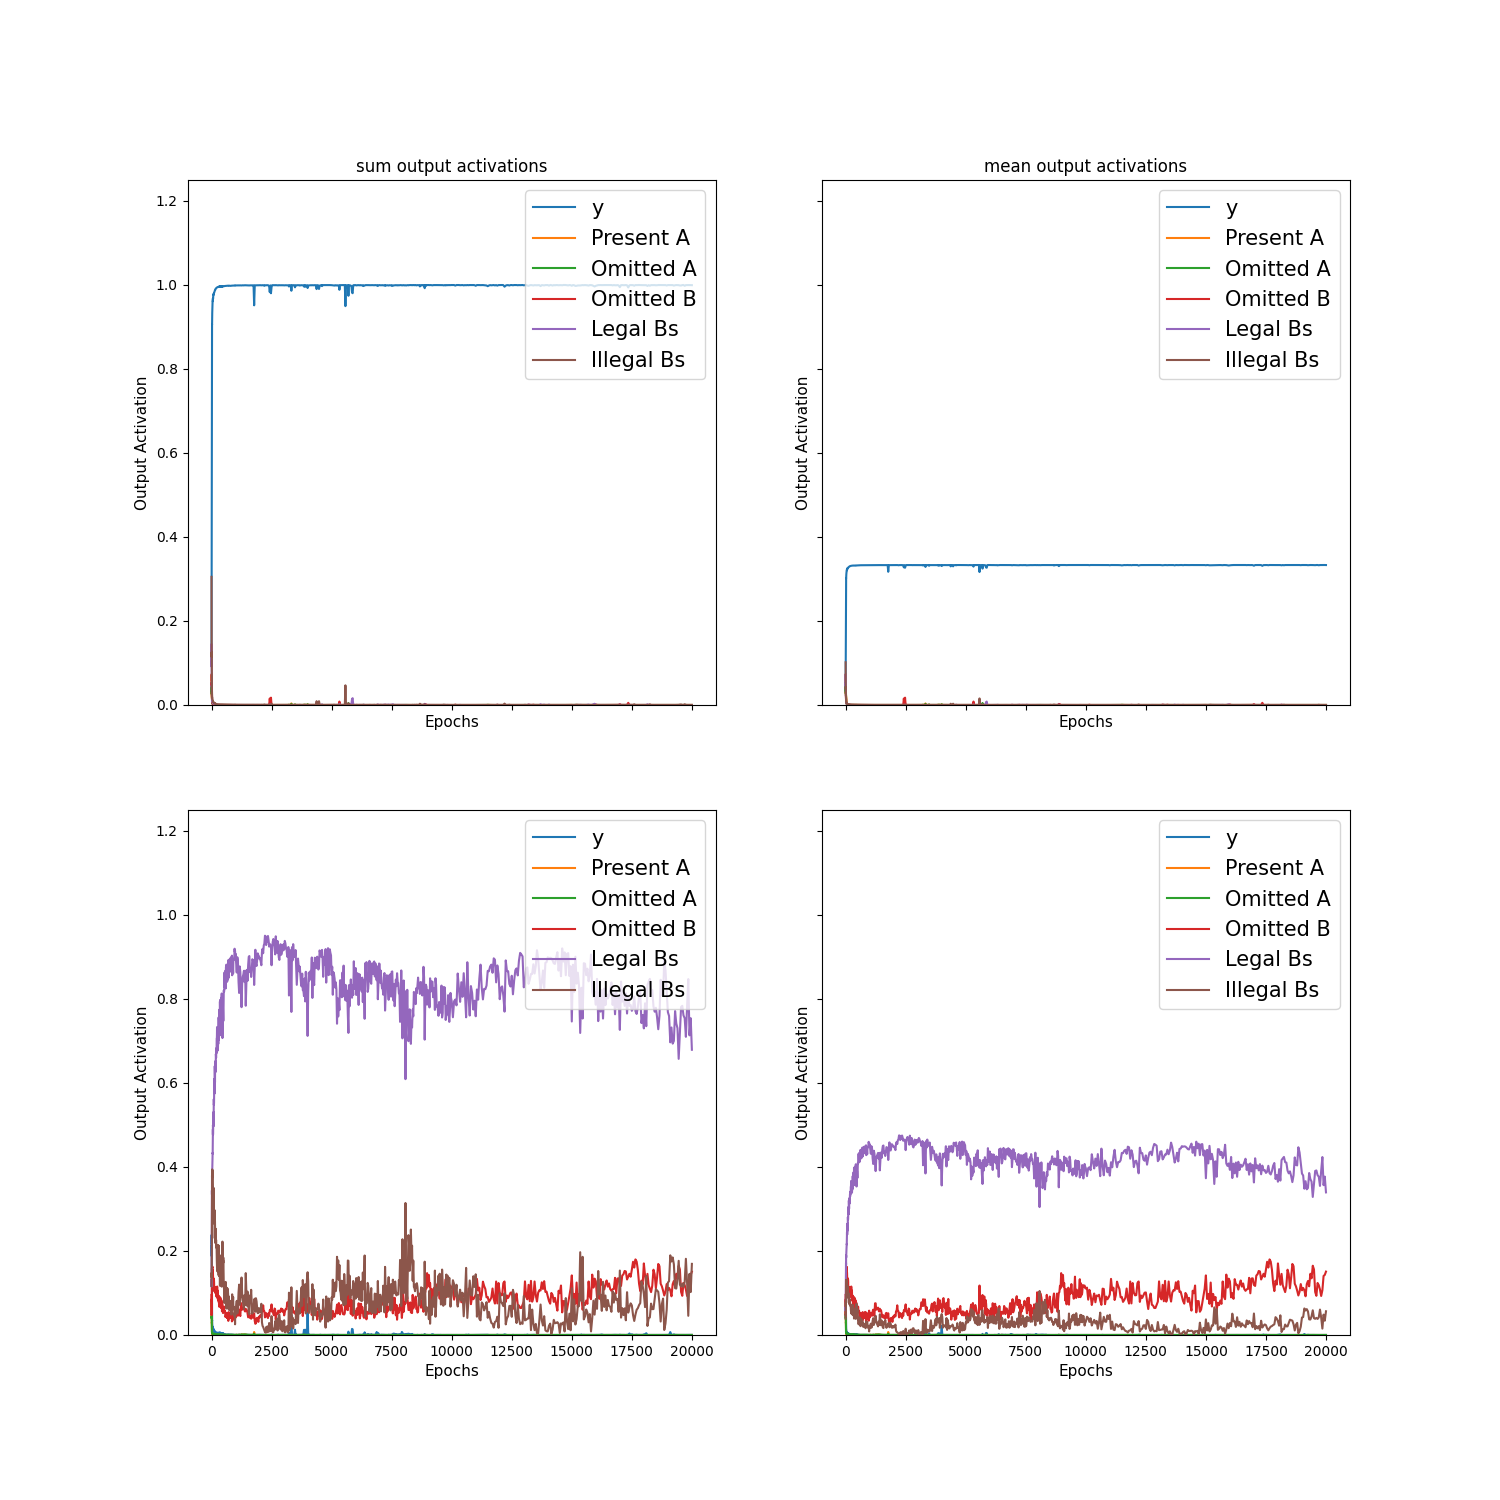 sum output activations
mean output activations
1.2
1.0
0.8
0.6
0.4
0.2
0.0
Output Activation
Epochs
y
Present A
Omitted A
Omitted B
Legal Bs
Illegal Bs
Output Activation
Epochs
y
Present A
Omitted A
Omitted B
Legal Bs
Illegal Bs
1.2
1.0
0.8
0.6
0.4
0.2
0.0
Output Activation
0 2500 5000 7500 10000 12500 15000 17500 20000
Epochs
y
Present A
Omitted A
Omitted B
Legal Bs
Illegal Bs
Output Activation
0 2500 5000 7500 10000 12500 15000 17500 20000
Epochs
y
Present A
Omitted A
Omitted B
Legal Bs
Illegal Bs